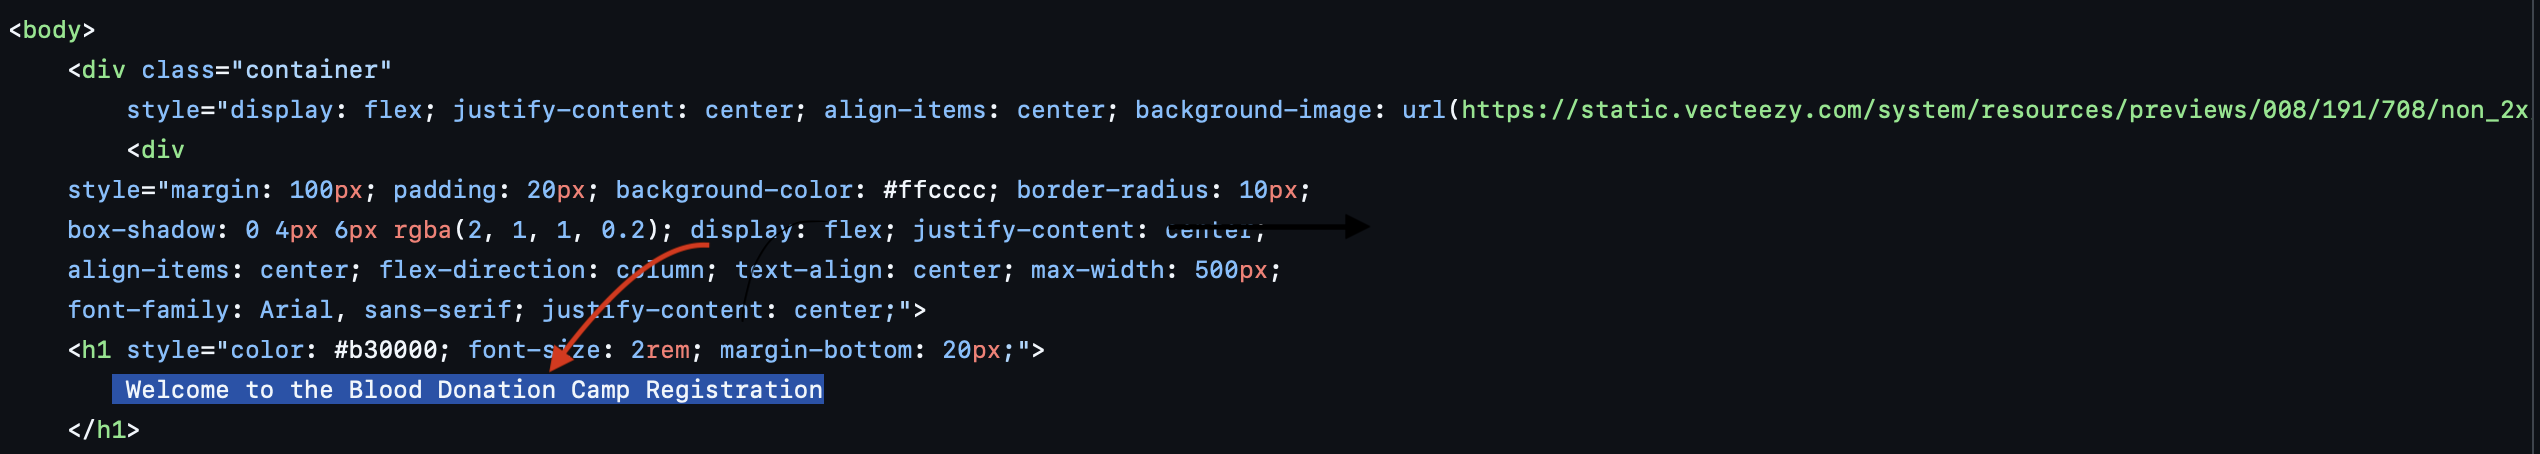 <body>
<div class="container"
style="display: flex; justify-content: center; align-items: center; background-image: url(https://static.vecteezy.com/system/resources/previews/008/191/708/non_2x
<div
style="margin: 100px; padding: 20px; background-color: #ffcccc; border-radius: 10px;
box-shadow: 0 4px 6px rgba(2, 1, 1, 0.2); display: flex; justify-content: center;
align-items: center; flex-direction: column; text-align: center; max-width: 500px;
font-family: Arial, sans-serif; justify-content: center;">
<h1 style="color: #b30000; font-size: 2rem; margin-bottom: 20px;">
Welcome to the Blood Donation Camp Registration
</h1>